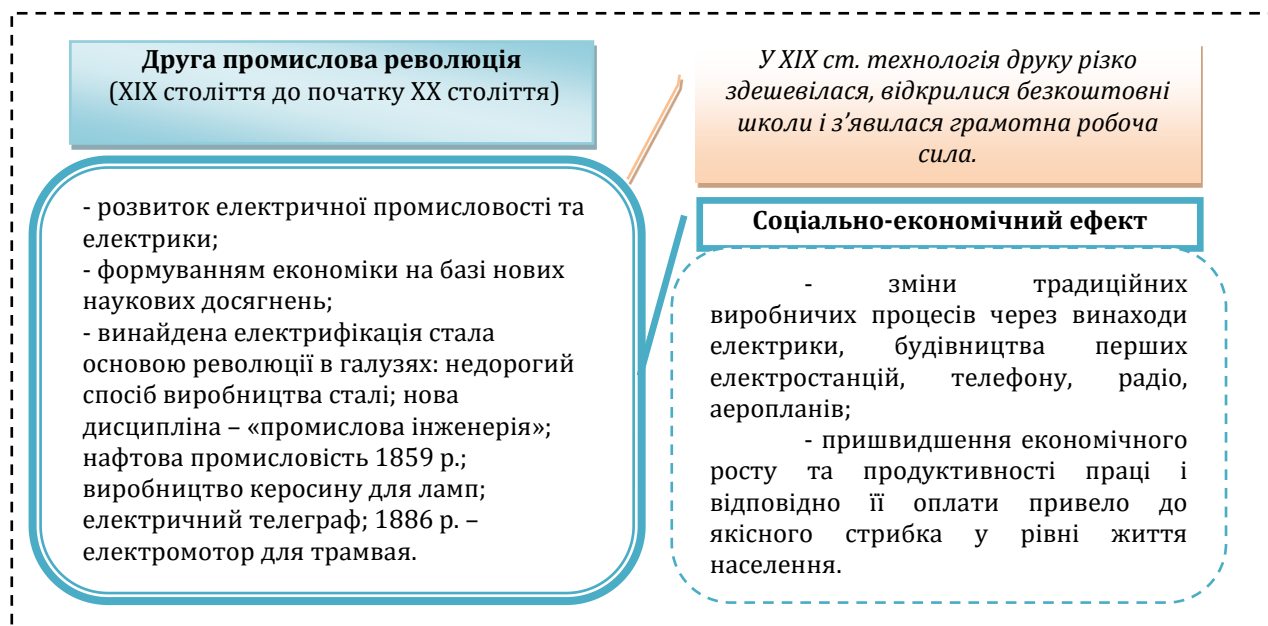 Друга промислова революція
(ХІХ століття до початку ХХ століття)
- розвиток електричної промисловості та
електрики;
- формуванням економіки на базі нових
наукових досягнень;
- винайдена електрифікація стала
основою революції в галузях: недорогий
спосіб виробництва сталі; нова
дисципліна – «промислова інженерія»;
нафтова промисловість 1859 р.;
виробництво керосину для ламп;
електричний телеграф; 1886 р. –
електромотор для трамвая.
У ХІХ ст. технологія друку різко
здешевілася, відкрилися безкоштовні
школи і з'явилася грамотна робоча
сила.
Соціально-економічний ефект
- зміни традиційних
виробничих процесів через винаходи
електрики, будівництва перших
електростанцій, телефону, радіо,
аеропланів;
- пришвидшення економічного
росту та продуктивності праці і
відповідно її оплати привело до
якісного стрибка у рівні життя
населення.